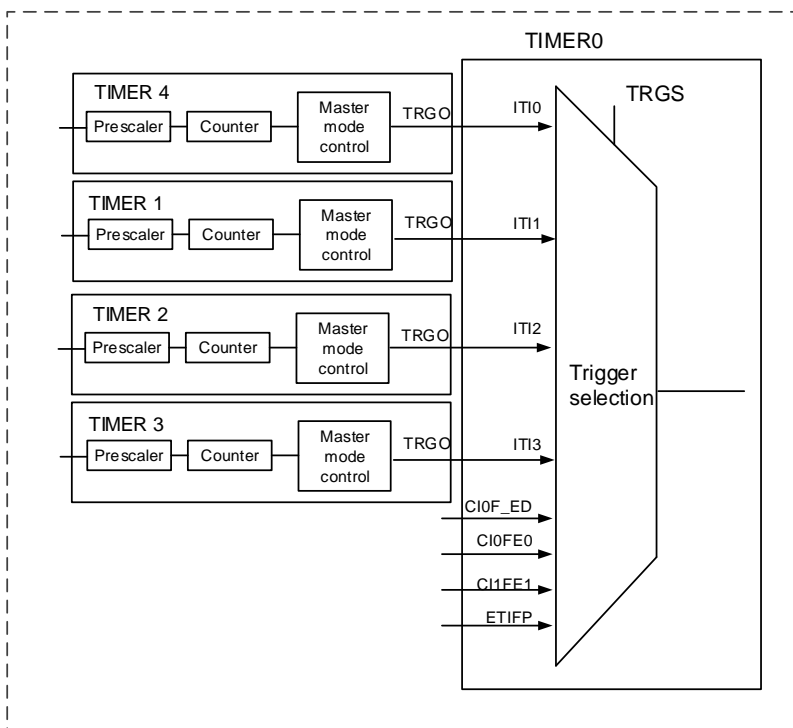 TIMER0
TIMER 4
Prescaler
Counter
Master
mode
control
TRGO
ITI0
TRGS
TIMER 1
Prescaler
Counter
Master
mode
control
TRGO
ITI1
TIMER 2
Prescaler
Counter
Master
mode
control
TRGO
ITI2
Trigger
selection
TIMER 3
Prescaler
Counter
Master
mode
control
TRGO
ITI3
CI0F_ED
CI0FE0
CI1FE1
ETIFP